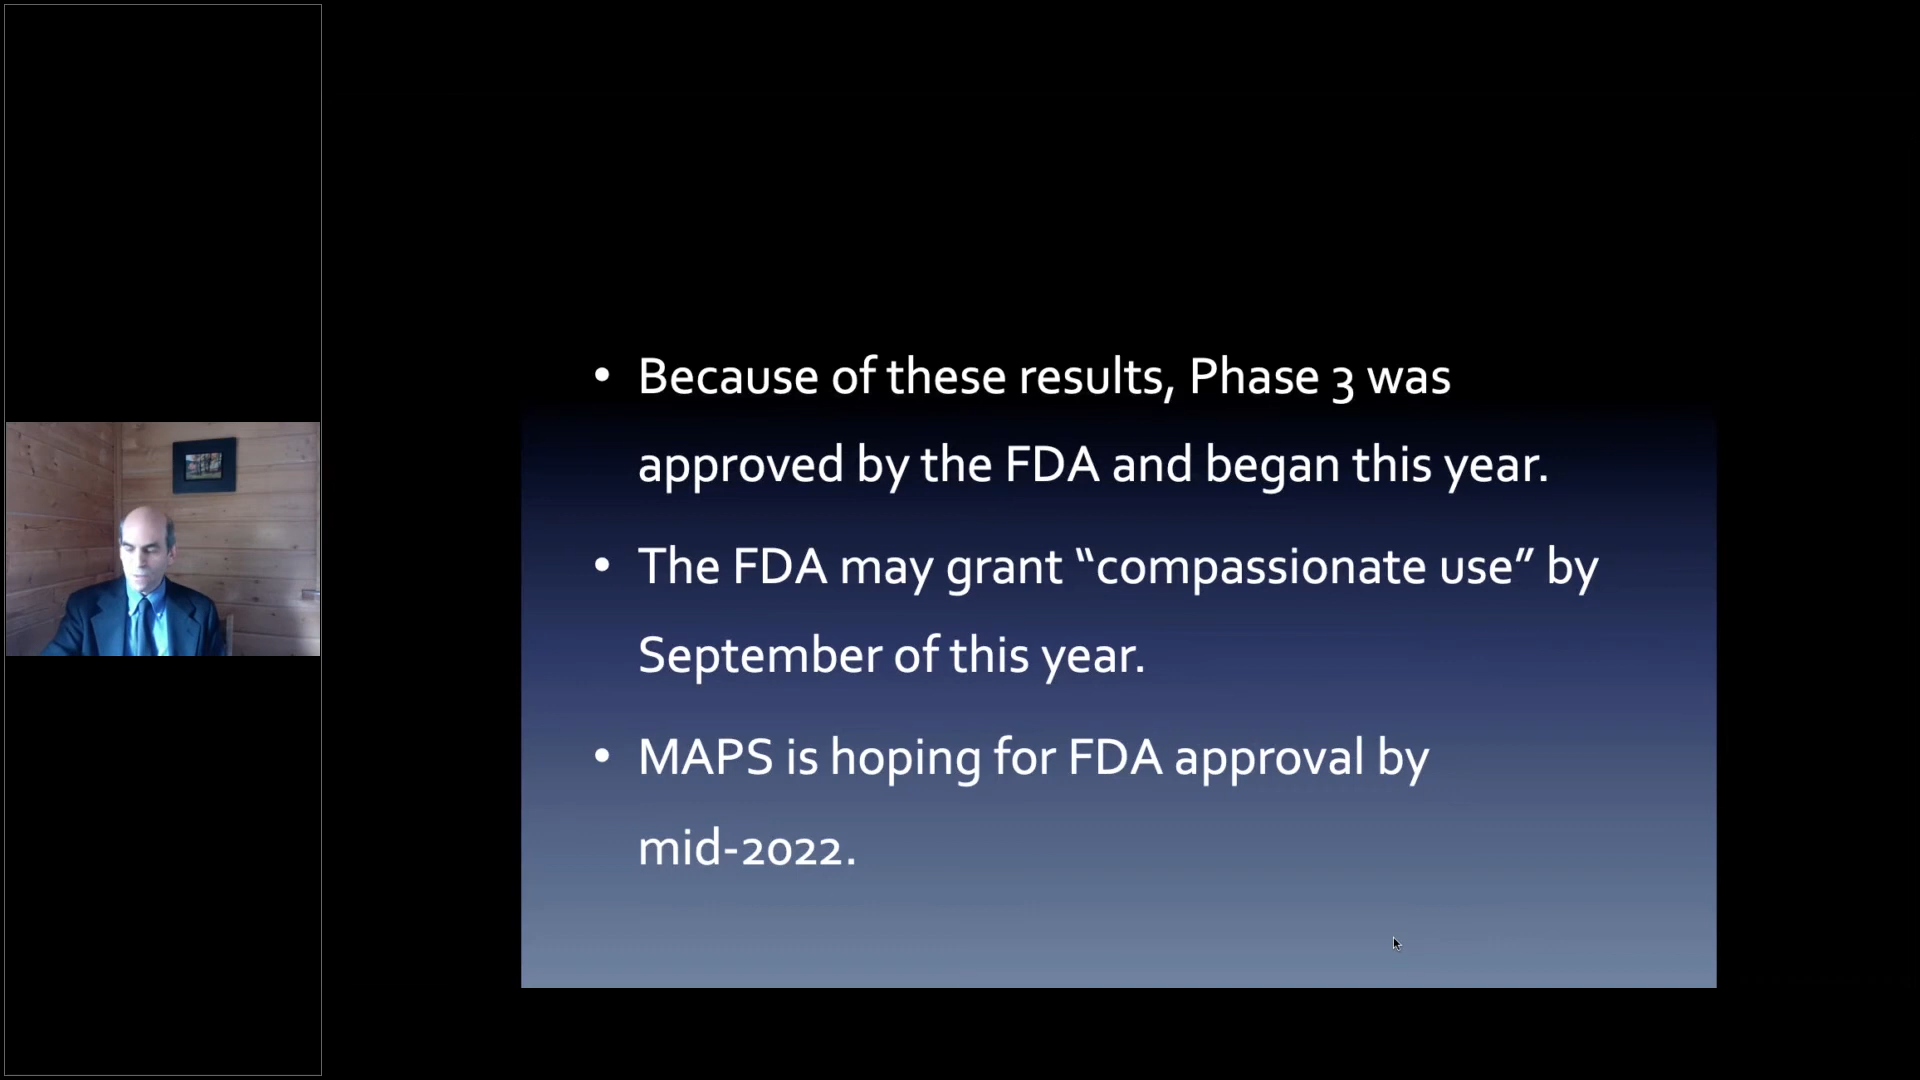 • Because of these results, Phase 3 was
approved by the FDA and began this year.
• The FDA may grant “compassionate use” by
September of this year.
• MAPS is hoping for FDA approval by
mid-2022.